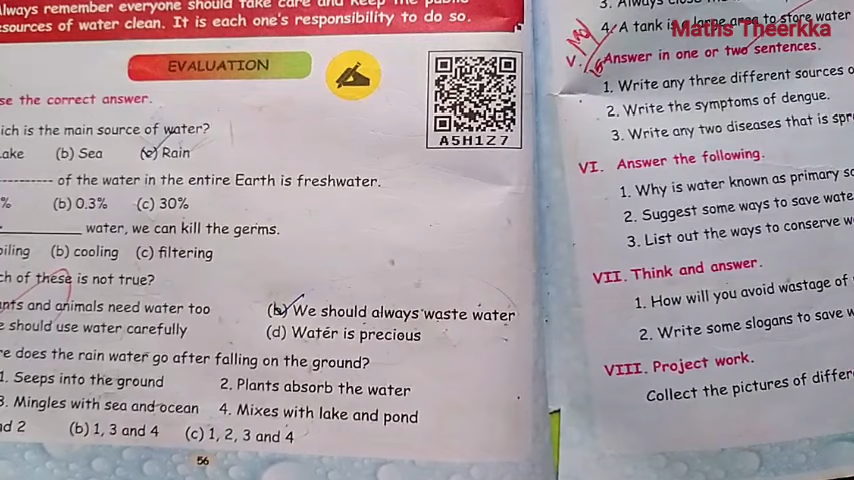 Always remember everyone should take care and keep the public
sources of water clean. It is each one's responsibility to do so.
EVALUATION
se the correct answer.
ich is the main source of water?
Lake (b) Sea (c) Rain
---------- of the water in the entire Earth is freshwater.
% (b) 0.3% (c) 30%
__________ water, we can kill the germs.
oiling (b) cooling (c) filtering
ch of these is not true?
ants and animals need water too (b) We should always waste water
e should use water carefully (d) Water is precious
re does the rain water go after falling on the ground?
1. Seeps into the ground 2. Plants absorb the water
3. Mingles with sea and ocean 4. Mixes with lake and pond
nd 2 (b) 1, 3 and 4 (c) 1, 2, 3 and 4
56
A5H1Z7
3. Always close
4. A tank is large area to store water
Maths Theerkka
V. Answer in one or two sentences.
1. Write any three different sources o
2. Write the symptoms of dengue.
3. Write any two diseases that is spr
VI. Answer the following.
1. Why is water known as primary so
2. Suggest some ways to save wate
3. List out the ways to conserve w
VII. Think and answer.
1. How will you avoid wastage of
2. Write some slogans to save w
VIII. Project work.
Collect the pictures of differ